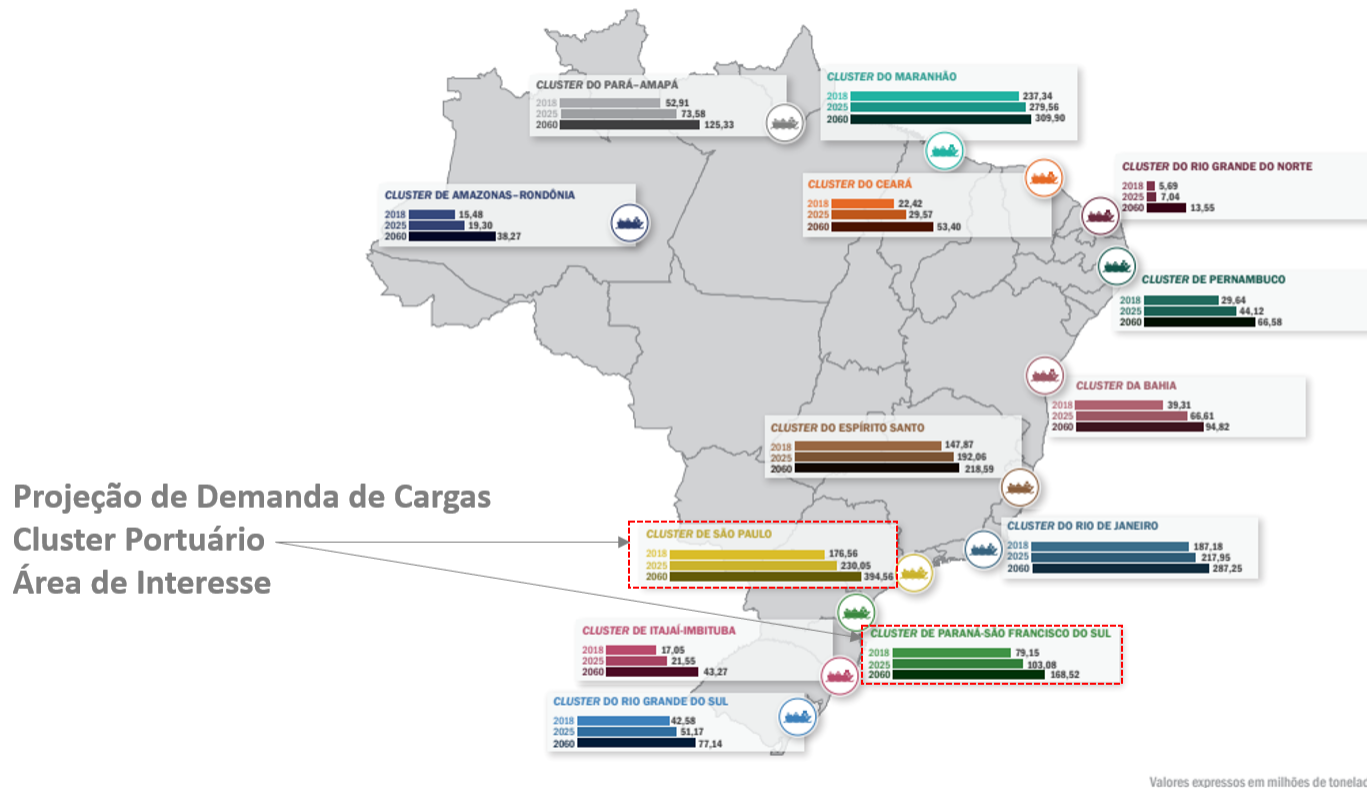 CLUSTER DO PARÁ–AMAPÁ
2018 52,91
2025 73,58
2060 125,33
CLUSTER DO MARANHÃO
2018 237,34
2025 279,56
2060 309,90
CLUSTER DO RIO GRANDE DO NORTE
2018 5,69
2025 7,04
2060 13,55
CLUSTER DE AMAZONAS–RONDÔNIA
2018 15,48
2025 19,30
2060 38,27
CLUSTER DO CEARÁ
2018 22,42
2025 29,57
2060 53,40
CLUSTER DE PERNAMBUCO
2018 29,64
2025 44,12
2060 66,58
CLUSTER DA BAHIA
2018 39,31
2025 66,61
2060 94,82
CLUSTER DO ESPÍRITO SANTO
2018 147,87
2025 192,06
2060 218,59
Projeção de Demanda de Cargas
Cluster Portuário
Área de Interesse
CLUSTER DE SÃO PAULO
2018 176,56
2025 230,05
2060 394,56
CLUSTER DO RIO DE JANEIRO
2018 187,18
2025 217,95
2060 287,25
CLUSTER DE ITAJAÍ-IMBITUBA
2018 17,05
2025 21,55
2060 43,27
CLUSTER DE PARANÁ-SÃO FRANCISCO DO SUL
2018 79,15
2025 103,08
2060 168,52
CLUSTER DO RIO GRANDE DO SUL
2018 42,58
2025 51,17
2060 77,14
Valores expressos em milhões de tonelad